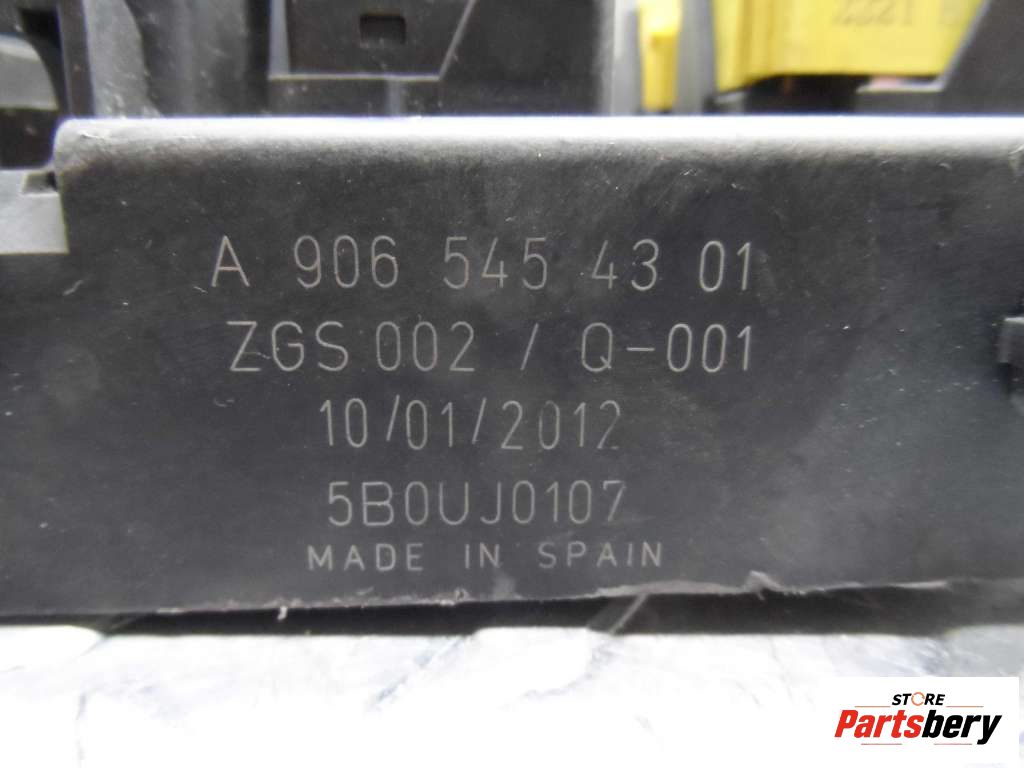 A 906 545 43 01
ZGS 002 / Q-001
10/01/2012
5B0UJ0107
MADE IN SPAIN
STORE
Partsbery